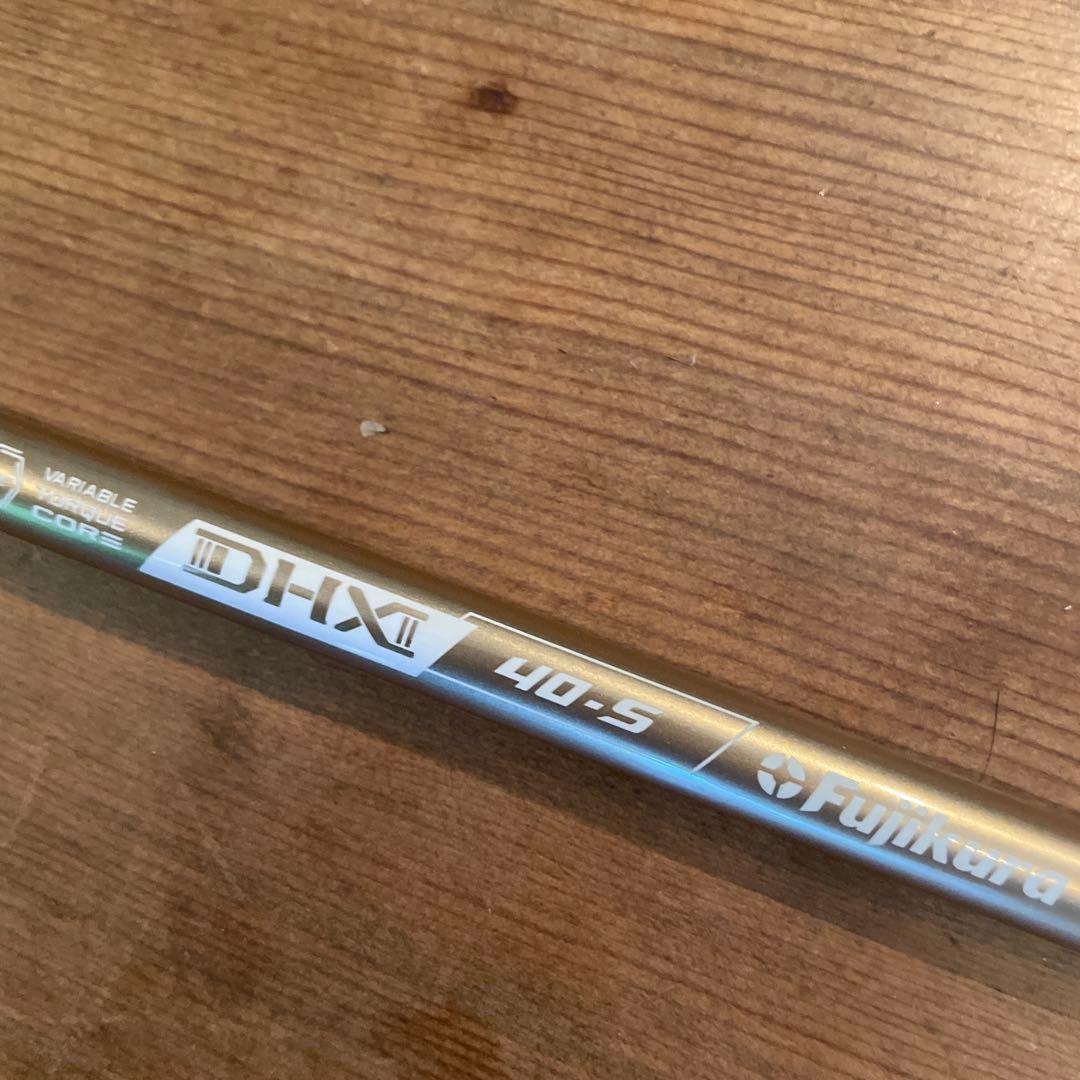 VARIABLE
TORQUE
CORE
DHX II
40-S
Fujikura